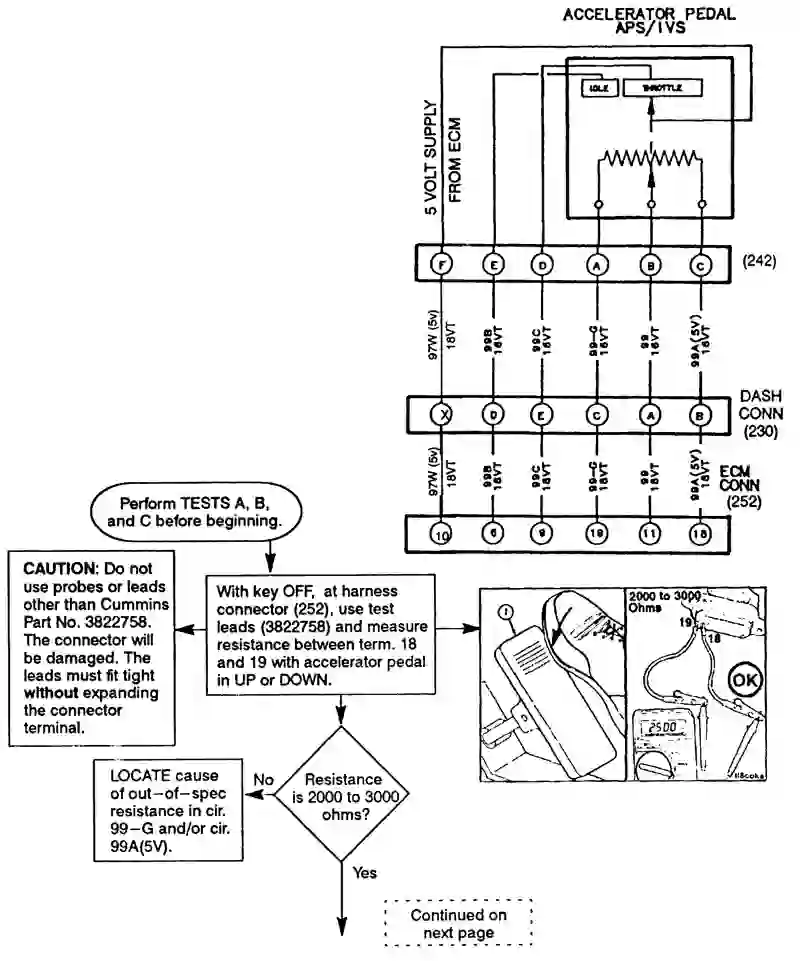 ACCELERATOR PEDAL
APS/IVS
IDLE THROTTLE
5 VOLT SUPPLY
FROM ECM
F E D A B C (242)
97W (5v) 18VT 99B 18VT 99C 18VT 99-G 18VT 99 18VT 99A(5V) 18VT
X D E C A B
DASH
CONN
(230)
97W (5v) 18VT 99B 18VT 99C 18VT 99-G 18VT 99 18VT 99A(5V) 18VT
ECM
CONN
(252)
10 9 19 11 18
Perform TESTS A, B,
and C before beginning.
CAUTION: Do not
use probes or leads
other than Cummins
Part No. 3822758.
The connector will
be damaged. The
leads must fit tight
without expanding
the connector
terminal.
With key OFF, at harness
connector (252), use test
leads (3822758) and measure
resistance between term. 18
and 19 with accelerator pedal
in UP or DOWN.
1
2000 to 3000
Ohms
19
18
OK
2500
LOCATE cause
of out-of-spec
resistance in cir.
99-G and/or cir.
99A(5V).
No
Resistance
is 2000 to 3000
ohms?
Yes
Continued on
next page